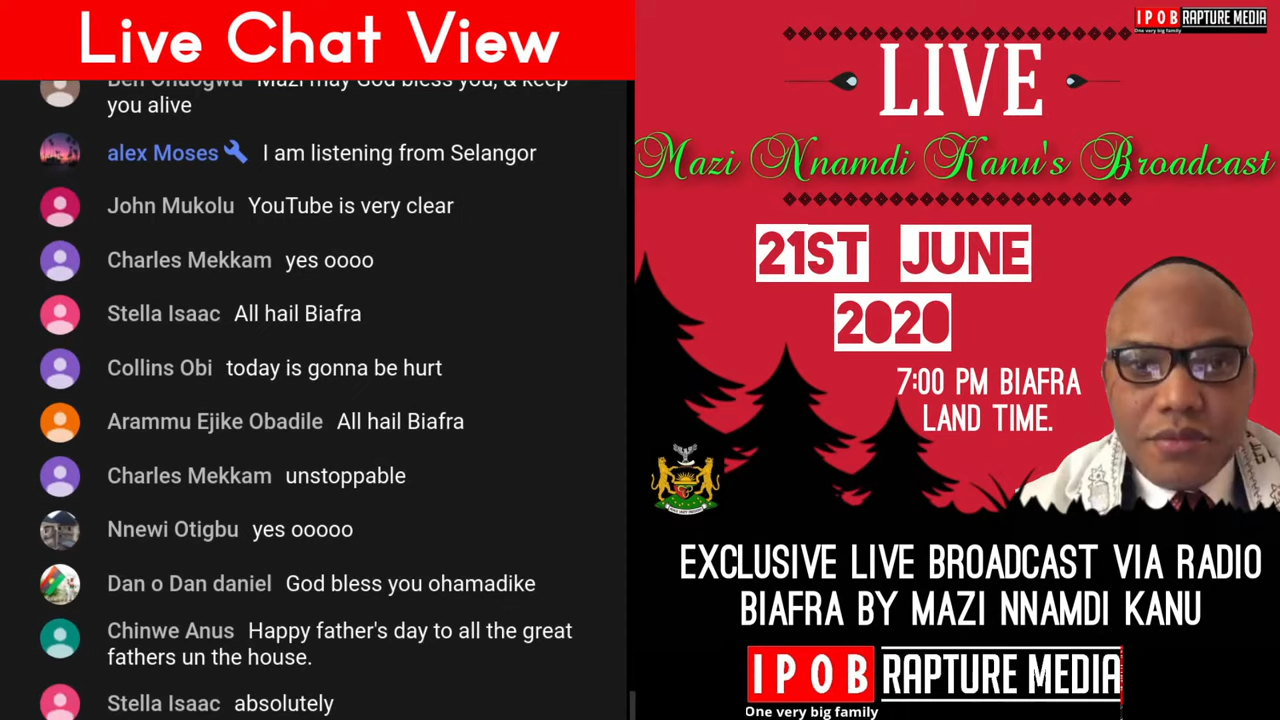 Live Chat View
Ben Onuogwu Mazi may God bless you, & keep
you alive
alex Moses I am listening from Selangor
John Mukolu YouTube is very clear
Charles Mekkam yes oooo
Stella Isaac All hail Biafra
Collins Obi today is gonna be hurt
Arammu Ejike Obadile All hail Biafra
Charles Mekkam unstoppable
Nnewi Otigbu yes ooooo
Dan o Dan daniel God bless you ohamadike
Chinwe Anus Happy father's day to all the great
fathers un the house.
Stella Isaac absolutely
IPOB RAPTURE MEDIA
One very big family
LIVE
Mazi Nnamdi Kanu's Broadcast
21ST JUNE
2020
7:00 PM BIAFRA
LAND TIME.
EXCLUSIVE LIVE BROADCAST VIA RADIO
BIAFRA BY MAZI NNAMDI KANU
IPOB RAPTURE MEDIA
One very big family